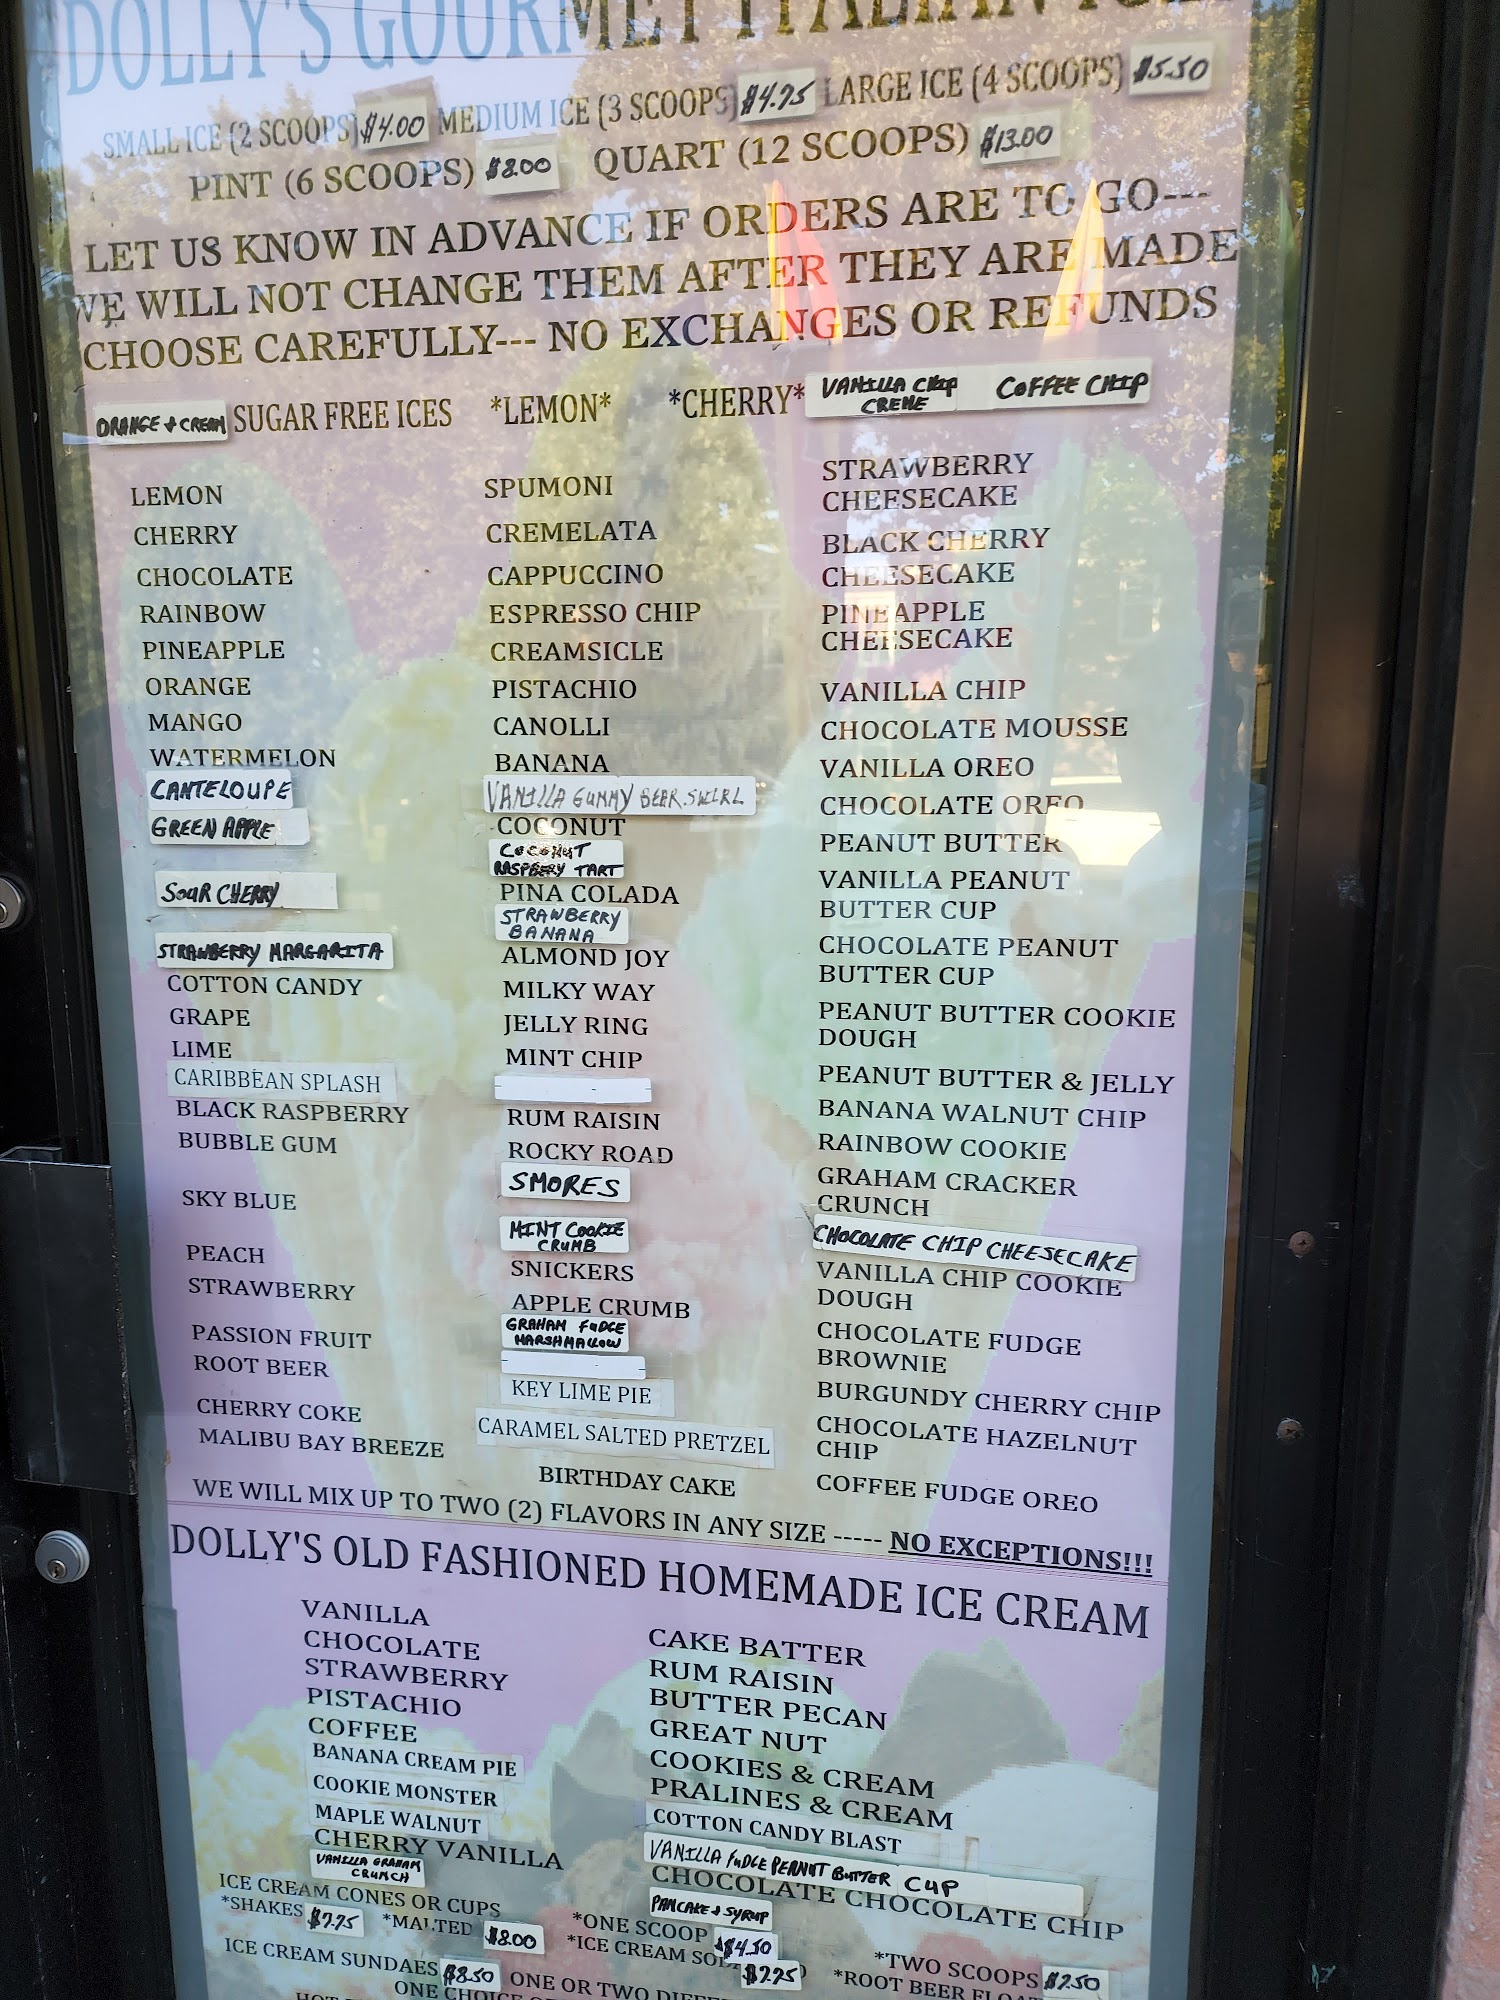 DOLLY'S GOURMET ITALIAN ICE
SMALL ICE (2 SCOOPS) $4.00 MEDIUM ICE (3 SCOOPS) $4.75 LARGE ICE (4 SCOOPS) $5.50
PINT (6 SCOOPS) $8.00 QUART (12 SCOOPS) $13.00
LET US KNOW IN ADVANCE IF ORDERS ARE TO GO---
WE WILL NOT CHANGE THEM AFTER THEY ARE MADE
CHOOSE CAREFULLY--- NO EXCHANGES OR REFUNDS
ORANGE & CREAM SUGAR FREE ICES *LEMON* *CHERRY* VANILLA CHIP CREME COFFEE CHIP
LEMON
CHERRY
CHOCOLATE
RAINBOW
PINEAPPLE
ORANGE
MANGO
WATERMELON
CANTELOUPE
GREEN APPLE
SOUR CHERRY
STRAWBERRY MARGARITA
COTTON CANDY
GRAPE
LIME
CARIBBEAN SPLASH
BLACK RASPBERRY
BUBBLE GUM
SKY BLUE
PEACH
STRAWBERRY
PASSION FRUIT
ROOT BEER
CHERRY COKE
MALIBU BAY BREEZE
SPUMONI
CREMELATA
CAPPUCCINO
ESPRESSO CHIP
CREAMSICLE
PISTACHIO
CANOLLI
BANANA
VANILLA GUMMY BEAR SWIRL
COCONUT
COCONUT
RASPBERY TART
PINA COLADA
STRAWBERRY
BANANA
ALMOND JOY
MILKY WAY
JELLY RING
MINT CHIP
RUM RAISIN
ROCKY ROAD
SMORES
MINT COOKIE
CRUMB
SNICKERS
APPLE CRUMB
GRAHAM FUDGE
MARSHMALLOW
KEY LIME PIE
CARAMEL SALTED PRETZEL
BIRTHDAY CAKE
STRAWBERRY
CHEESECAKE
BLACK CHERRY
CHEESECAKE
PINEAPPLE
CHEESECAKE
VANILLA CHIP
CHOCOLATE MOUSSE
VANILLA OREO
CHOCOLATE OREO
PEANUT BUTTER
VANILLA PEANUT
BUTTER CUP
CHOCOLATE PEANUT
BUTTER CUP
PEANUT BUTTER COOKIE
DOUGH
PEANUT BUTTER & JELLY
BANANA WALNUT CHIP
RAINBOW COOKIE
GRAHAM CRACKER
CRUNCH
CHOCOLATE CHIP CHEESECAKE
VANILLA CHIP COOKIE
DOUGH
CHOCOLATE FUDGE
BROWNIE
BURGUNDY CHERRY CHIP
CHOCOLATE HAZELNUT
CHIP
COFFEE FUDGE OREO
WE WILL MIX UP TO TWO (2) FLAVORS IN ANY SIZE ----- NO EXCEPTIONS!!!
DOLLY'S OLD FASHIONED HOMEMADE ICE CREAM
VANILLA
CHOCOLATE
STRAWBERRY
PISTACHIO
COFFEE
BANANA CREAM PIE
COOKIE MONSTER
MAPLE WALNUT
CHERRY VANILLA
VANILLA GRAHAM
CRUNCH
CAKE BATTER
RUM RAISIN
BUTTER PECAN
GREAT NUT
COOKIES & CREAM
PRALINES & CREAM
COTTON CANDY BLAST
VANILLA FUDGE PEANUT BUTTER CUP
CHOCOLATE CHOCOLATE CHIP
PANCAKE & SYRUP
ICE CREAM CONES OR CUPS *ONE SCOOP $4.50 *TWO SCOOPS $7.50
*SHAKES $7.75 *MALTED $8.00 *ICE CREAM $7.75 *ROOT BEER
ICE CREAM SUNDAES $8.50 ONE OR TWO
ONE CHOICE